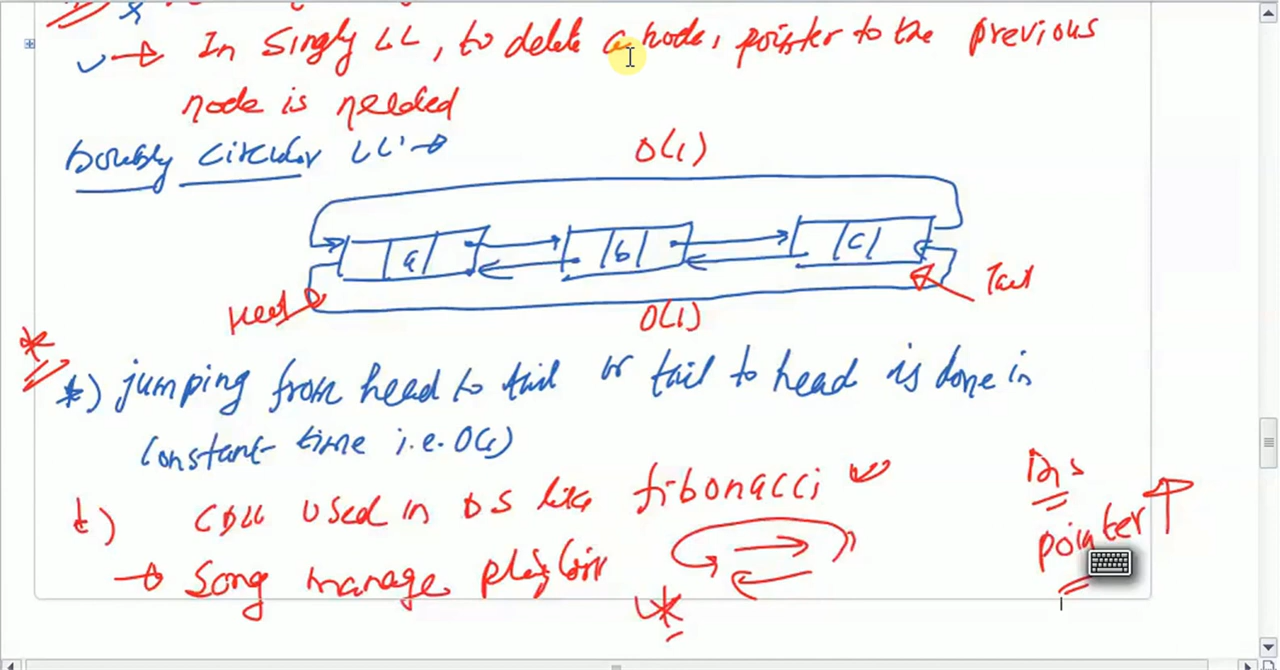 → In Singly LL, to delete a node, pointer to the previous
node is needed
Doubly Circular LL:→
O(1)
a b c
Head
Tail
O(1)
*) jumping from head to tail or tail to head is done in
Constant time i.e. O(1)
*) CDLL used in DS like fibonacci
→ Song manage playlist
Dis
pointer ↑